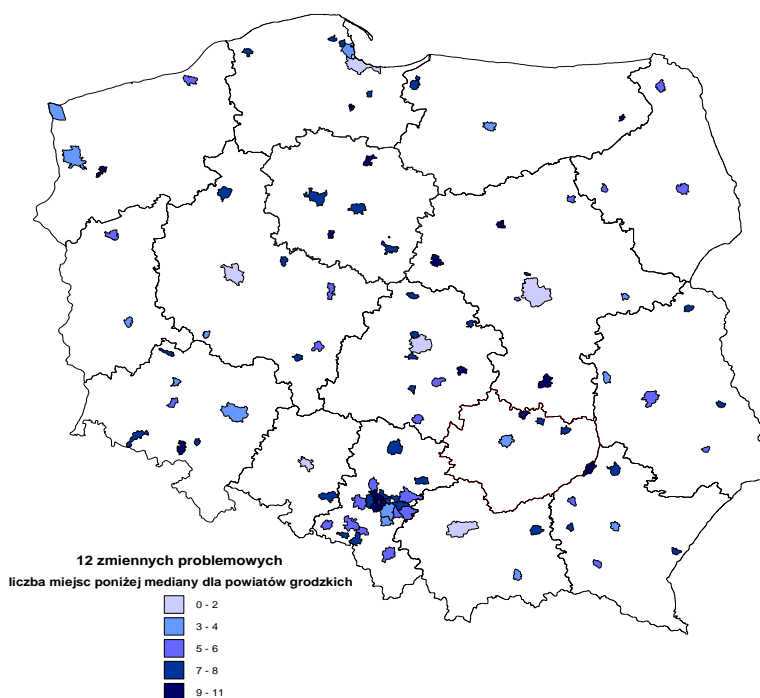 12 zmiennych problemowych
liczba miejsc poniżej mediany dla powiatów grodzkich
0 - 2
3 - 4
5 - 6
7 - 8
9 - 11